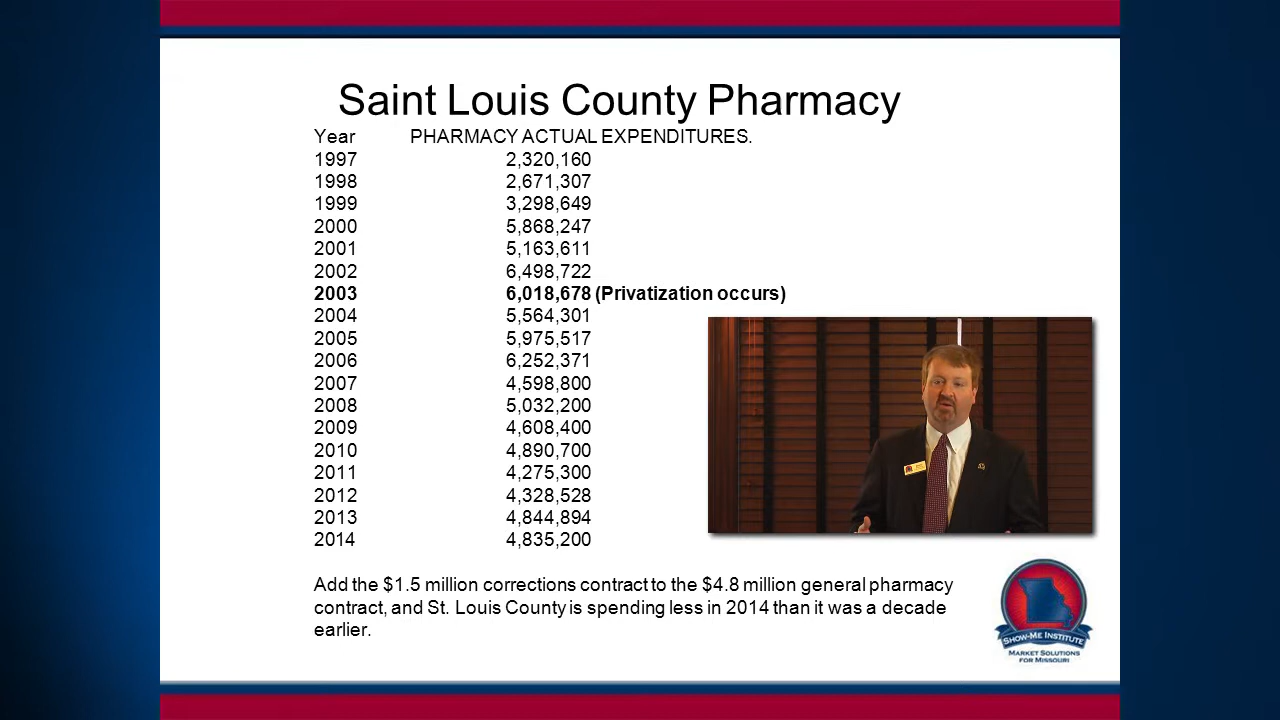 Saint Louis County Pharmacy
Year PHARMACY ACTUAL EXPENDITURES.
1997 2,320,160
1998 2,671,307
1999 3,298,649
2000 5,868,247
2001 5,163,611
2002 6,498,722
2003 6,018,678 (Privatization occurs)
2004 5,564,301
2005 5,975,517
2006 6,252,371
2007 4,598,800
2008 5,032,200
2009 4,608,400
2010 4,890,700
2011 4,275,300
2012 4,328,528
2013 4,844,894
2014 4,835,200
Add the $1.5 million corrections contract to the $4.8 million general pharmacy
contract, and St. Louis County is spending less in 2014 than it was a decade
earlier.
SHOW-ME INSTITUTE
MARKET SOLUTIONS
FOR MISSOURI